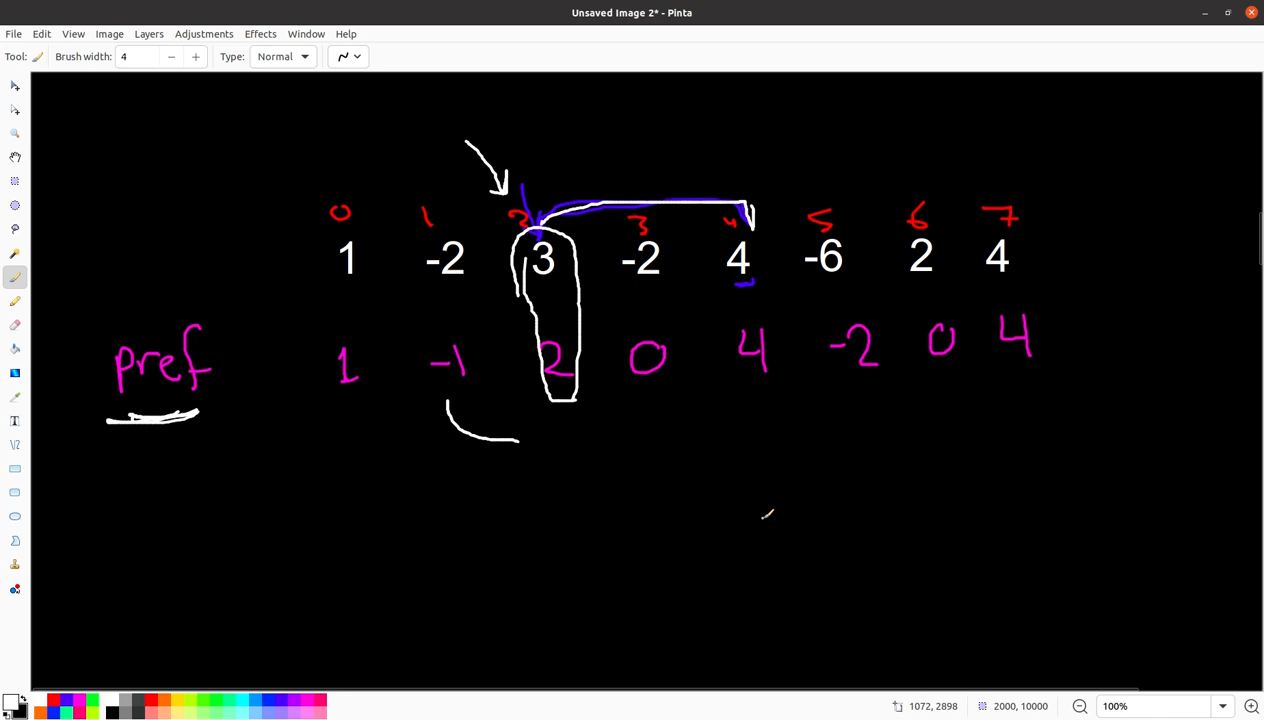 Unsaved Image 2* - Pinta
File Edit View Image Layers Adjustments Effects Windows Help
Tool: Brush width: 4 − + Type: Normal
0 1 2 3 4 5 6 7
1 -2 3 -2 4 -6 2 4
pref 1 -1 2 0 4 -2 0 4
1072, 2898 2000, 10000 100%